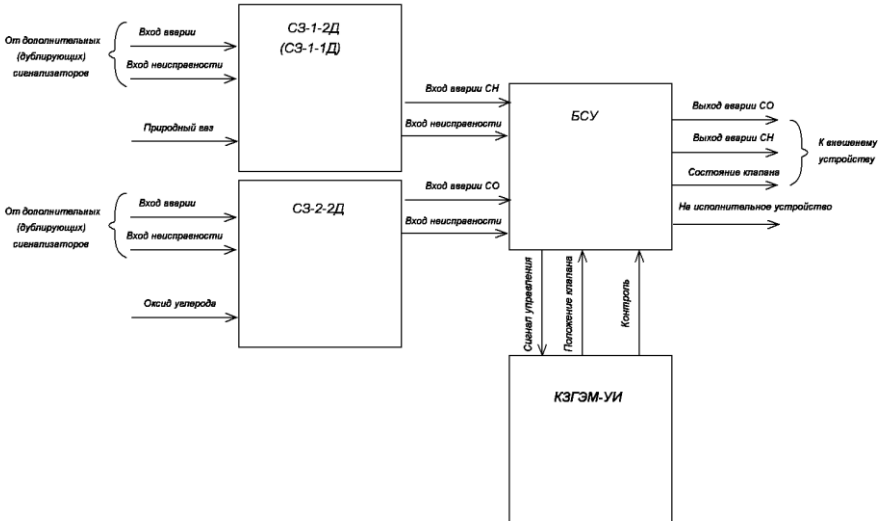 От дополнительных
(дублирующих)
сигнализаторов
Вход аварии
Вход неисправности
Природный газ
СЗ-1-2Д
(СЗ-1-1Д)
Вход аварии СН
Вход неисправности
БСУ
Выход аварии СО
Выход аварии СН
Состояние клапана
К внешенему
устройству
На исполнительное устройство
От дополнительных
(дублирующих)
сигнализаторов
Вход аварии
Вход неисправности
Оксид углерода
СЗ-2-2Д
Вход аварии СО
Вход неисправности
Сигнал управления
Положение клапана
Контроль
КЗГЭМ-УИ